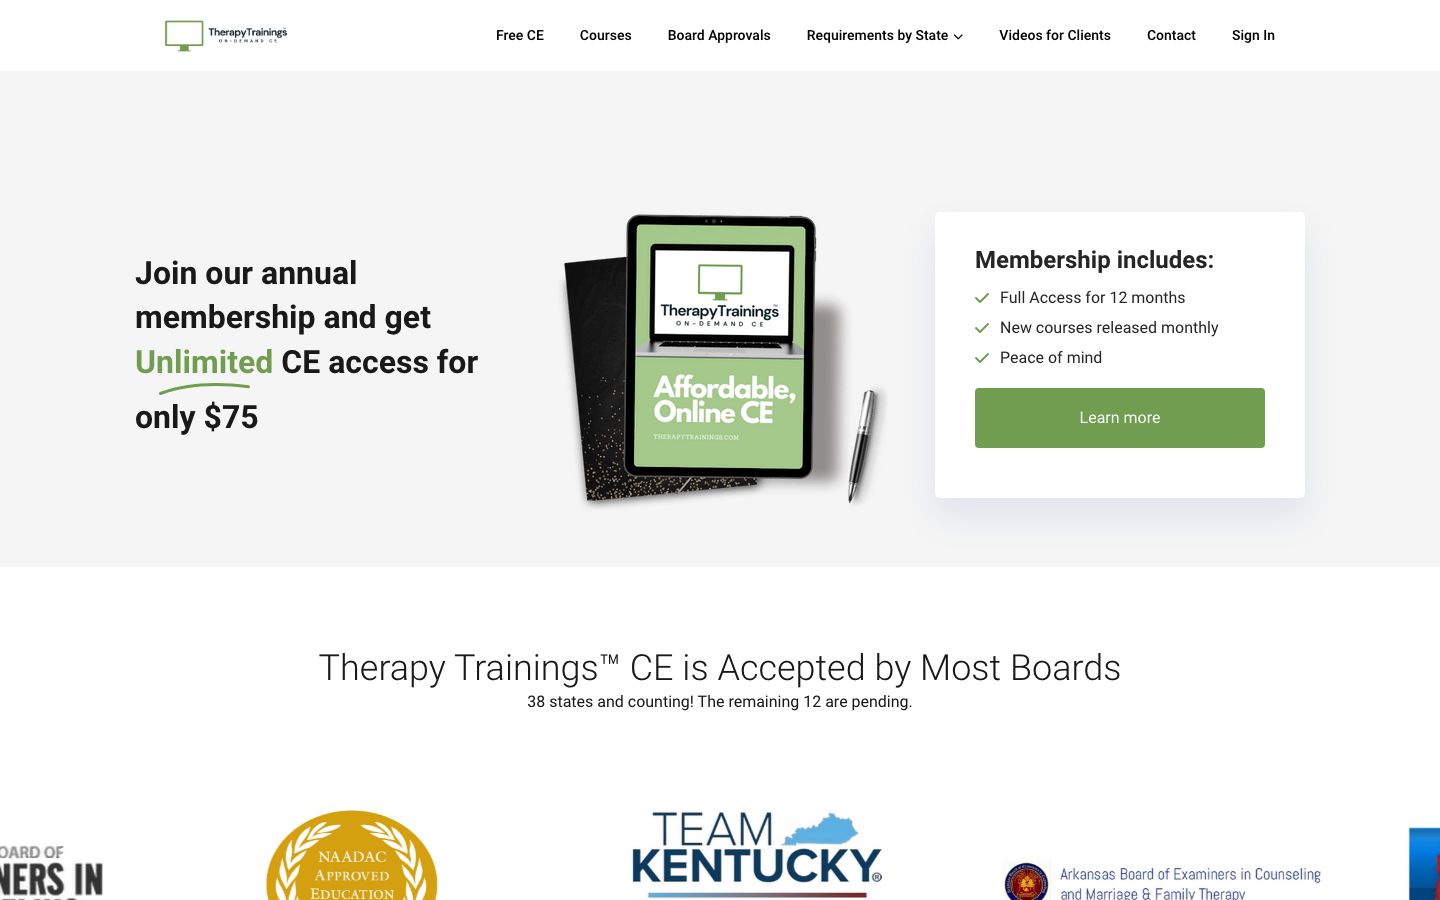 TherapyTrainings
ON-DEMAND CE
Free CE
Courses
Board Approvals
Requirements by State
Videos for Clients
Contact
Sign In
Join our annual
membership and get
Unlimited CE access for
only $75
TherapyTrainings™
ON-DEMAND CE
Affordable,
Online CE
THERAPYTRAININGS.COM
Membership includes:
Full Access for 12 months
New courses released monthly
Peace of mind
Learn more
Therapy Trainings™ CE is Accepted by Most Boards
38 states and counting! The remaining 12 are pending.
OARD OF
NERS IN
NAADAC
APPROVED
EDUCATION
TEAM
KENTUCKY®
Arkansas Board of Examiners in Counseling
and Marriage & Family Therapy